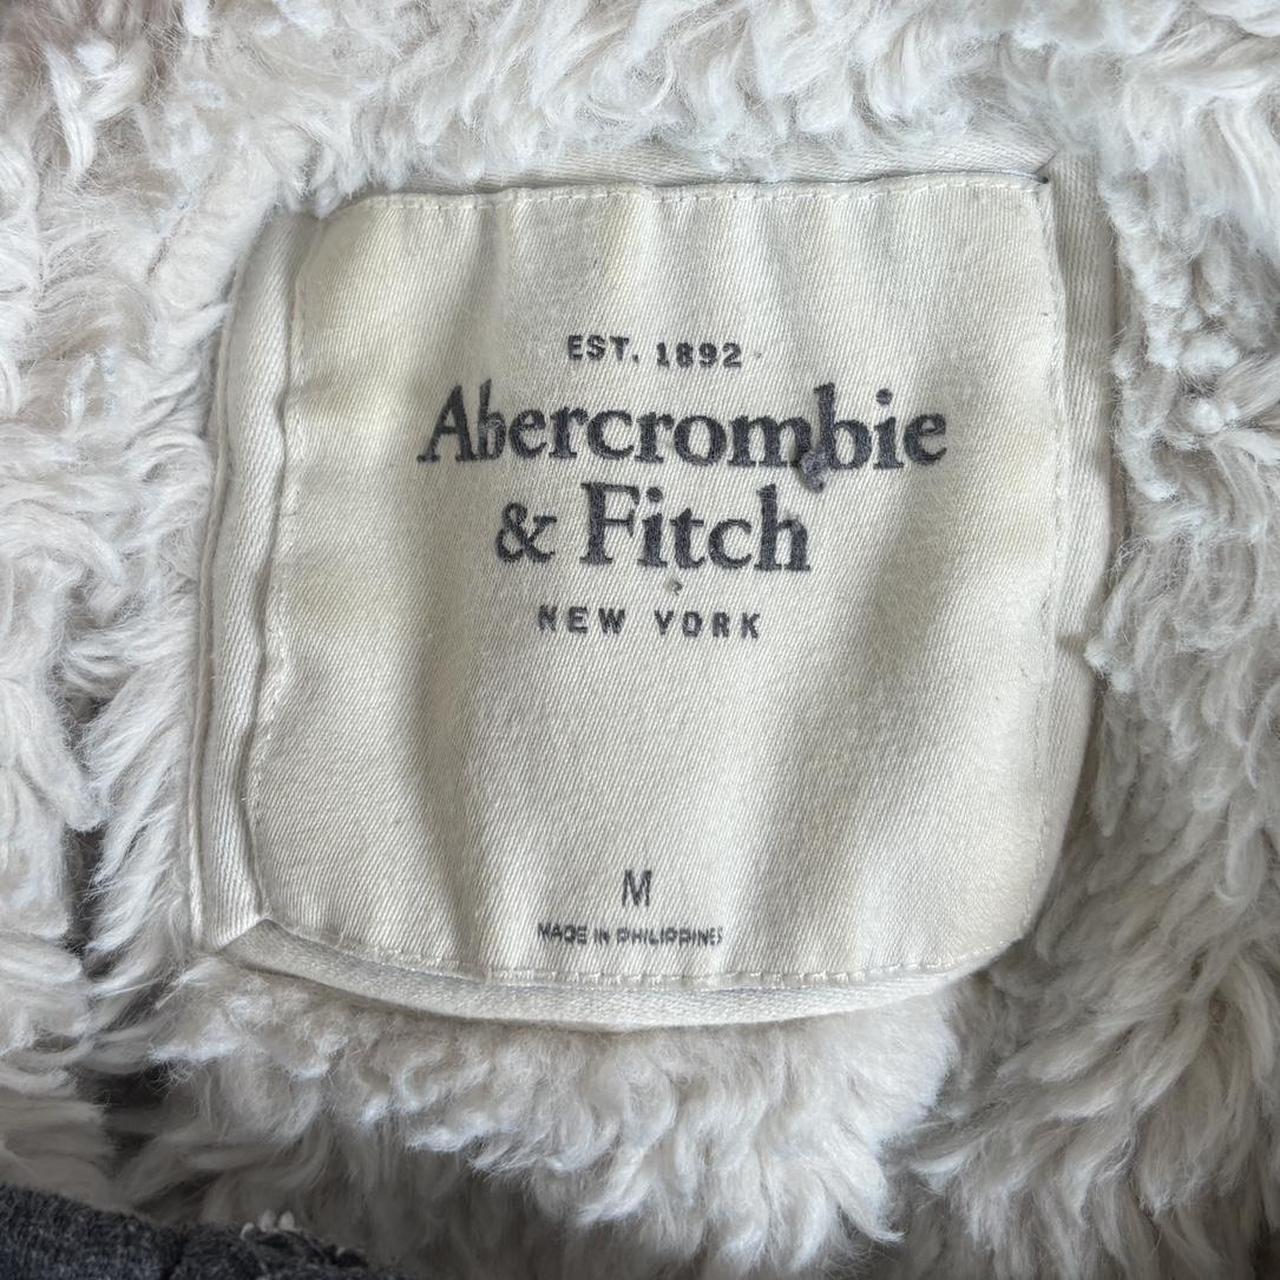 EST. 1892
Abercrombie
& Fitch
NEW YORK
M
MADE IN PHILIPPINES